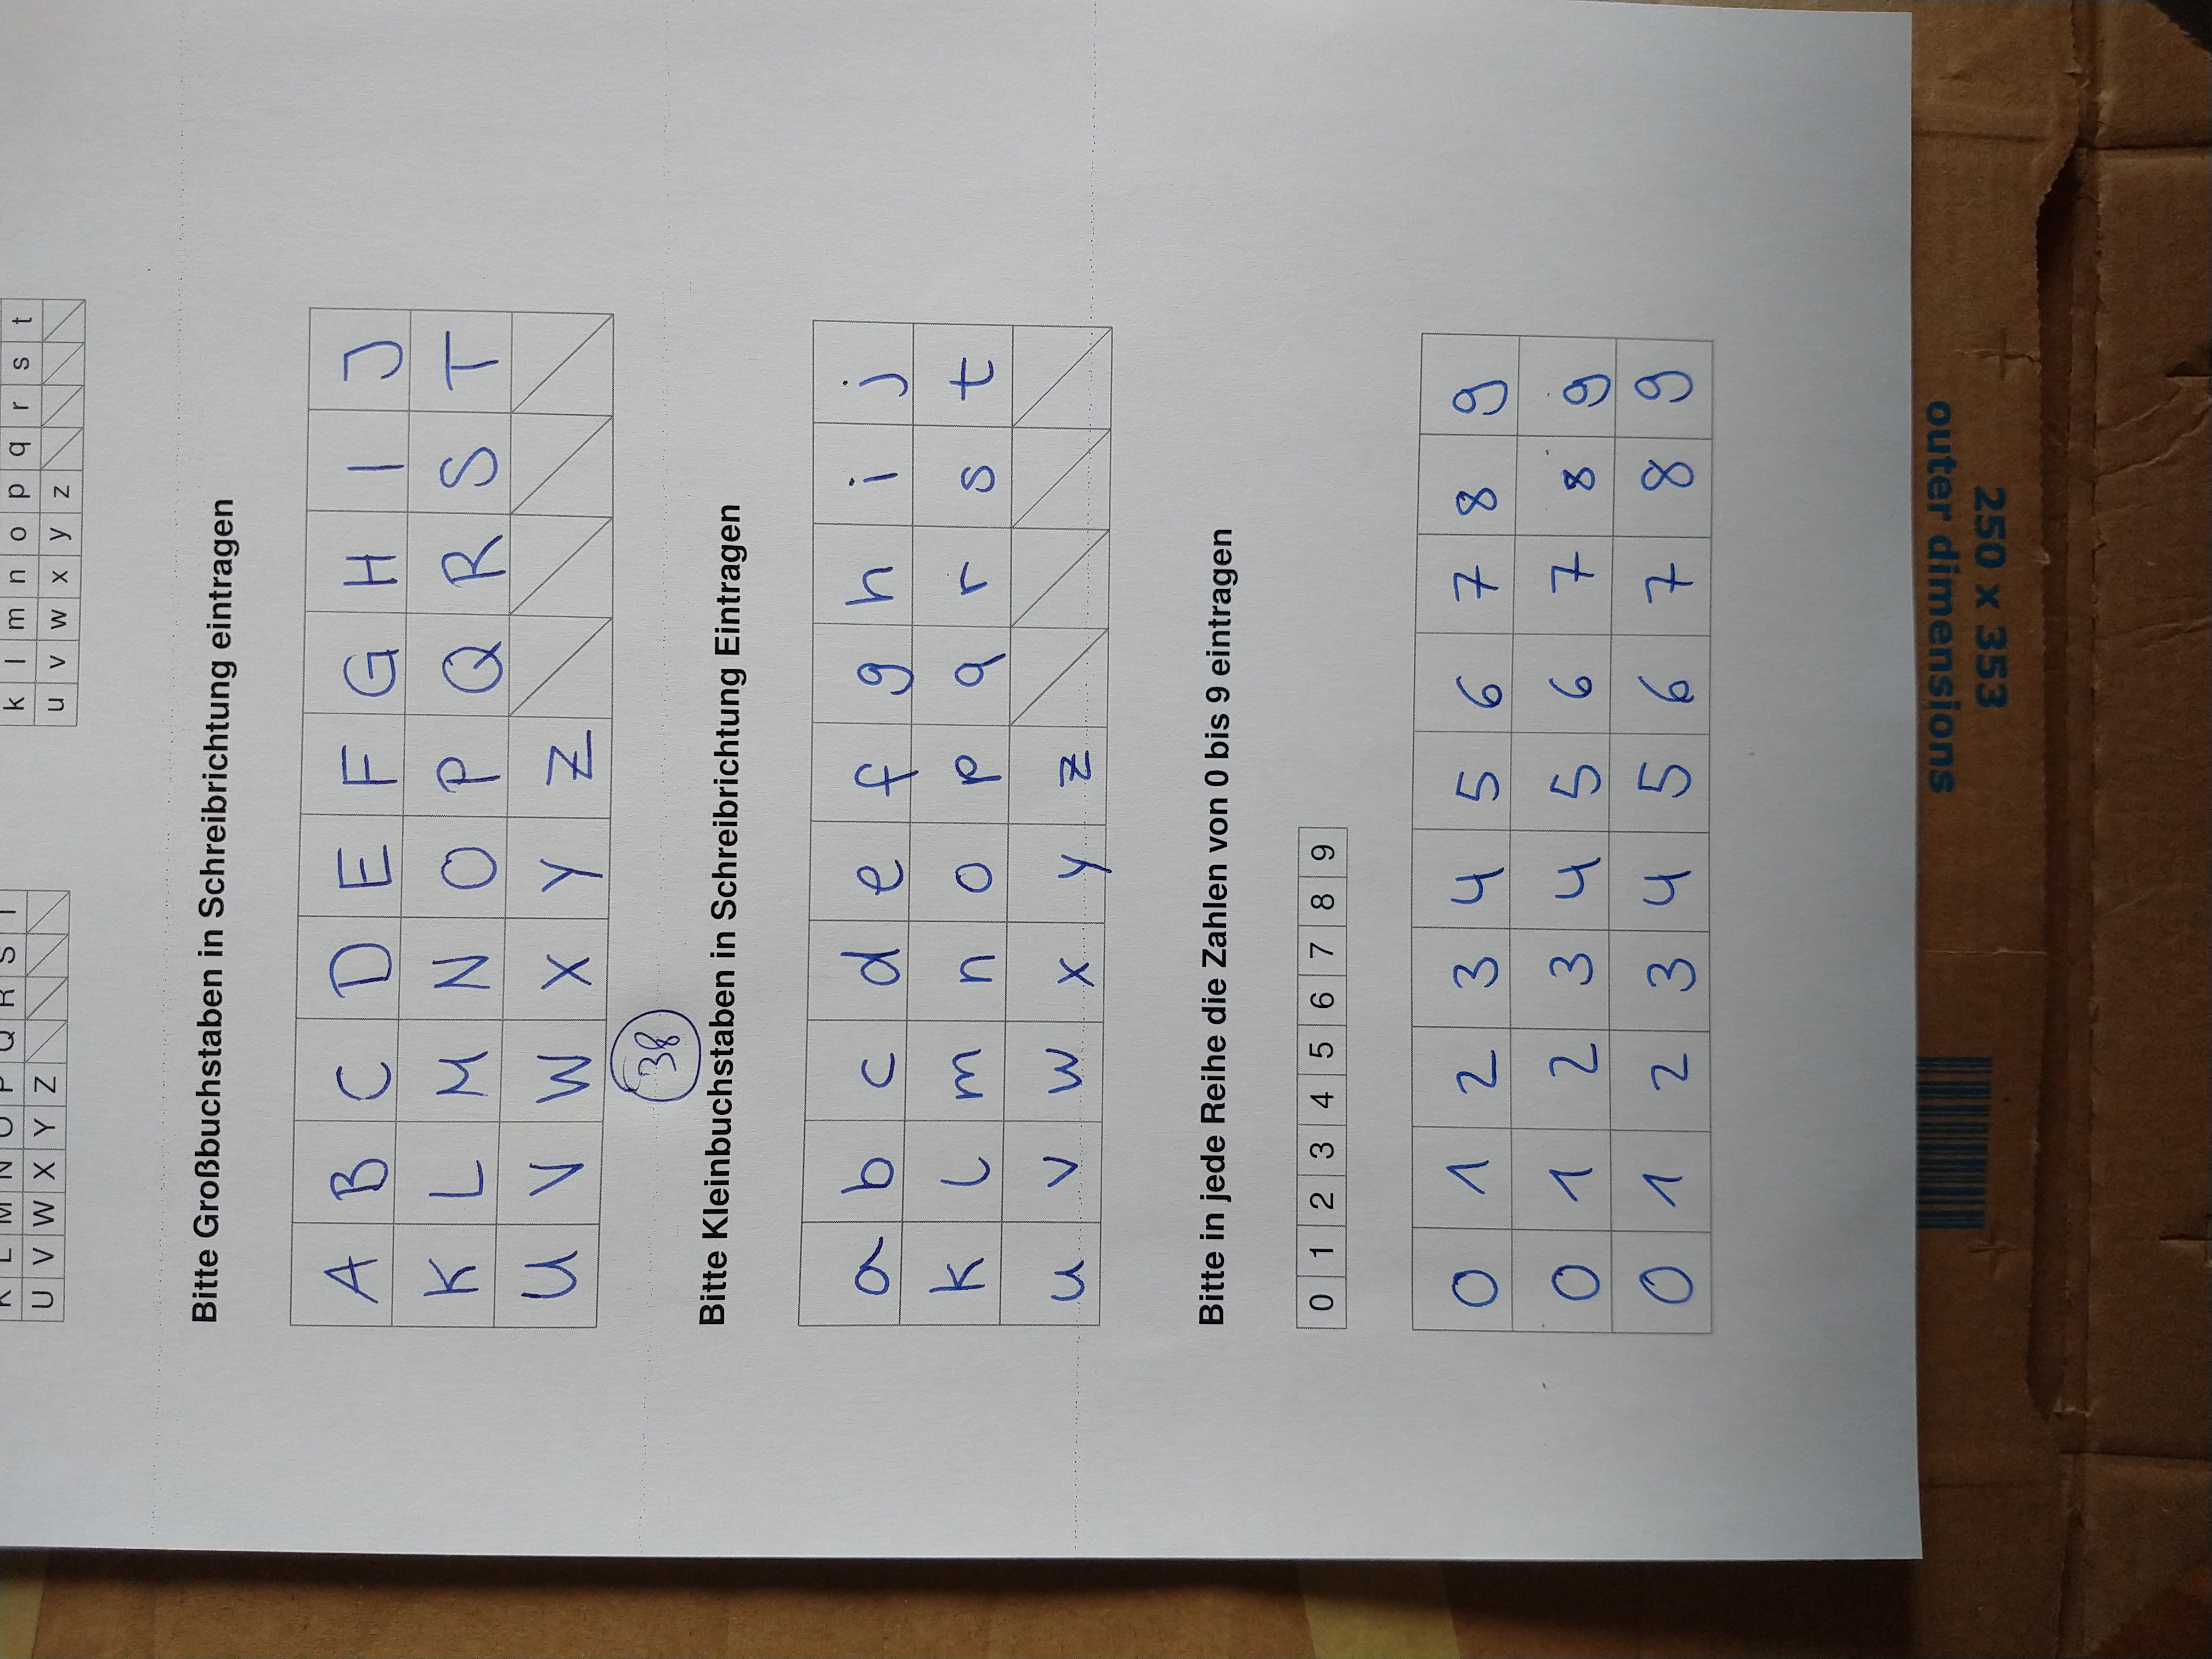 K L M N O P Q R S T
U V W X Y Z
k l m n o p q r s t
u v w x y z
Bitte Großbuchstaben in Schreibrichtung eintragen
A B C D E F G H I J
K L M N O P Q R S T
U V W X Y Z
38
Bitte Kleinbuchstaben in Schreibrichtung Eintragen
a b c d e f g h i j
k l m n o p q r s t
u v w x y z
Bitte in jede Reihe die Zahlen von 0 bis 9 eintragen
0 1 2 3 4 5 6 7 8 9
0 1 2 3 4 5 6 7 8 9
0 1 2 3 4 5 6 7 8 9
0 1 2 3 4 5 6 7 8 9
250 x 353
outer dimensions